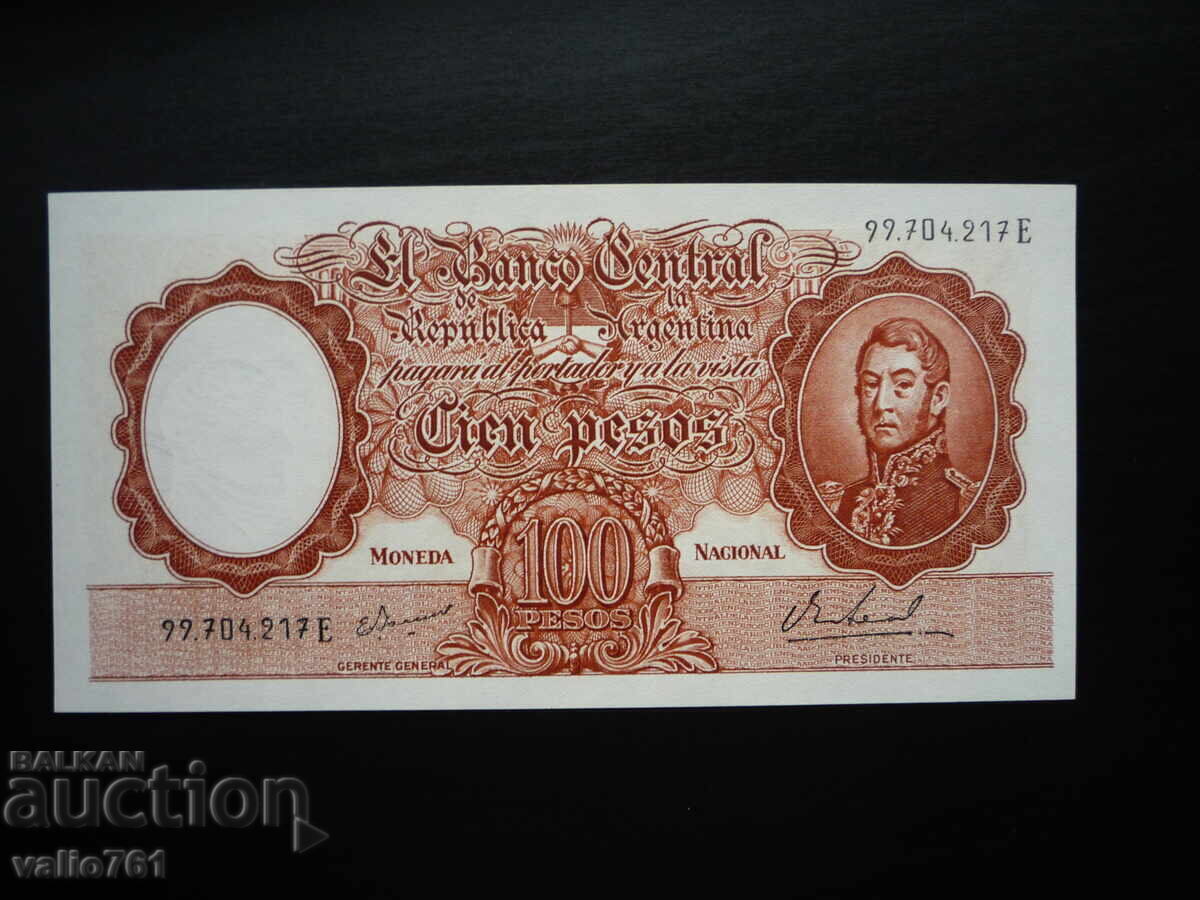 99.704.217 E
El Banco Central
de la
República Argentina
pagará al portador y a la vista
Cien pesos
MONEDA NACIONAL
100
PESOS
99.704.217 E
GERENTE GENERAL PRESIDENTE
BALKAN
auction
valio761